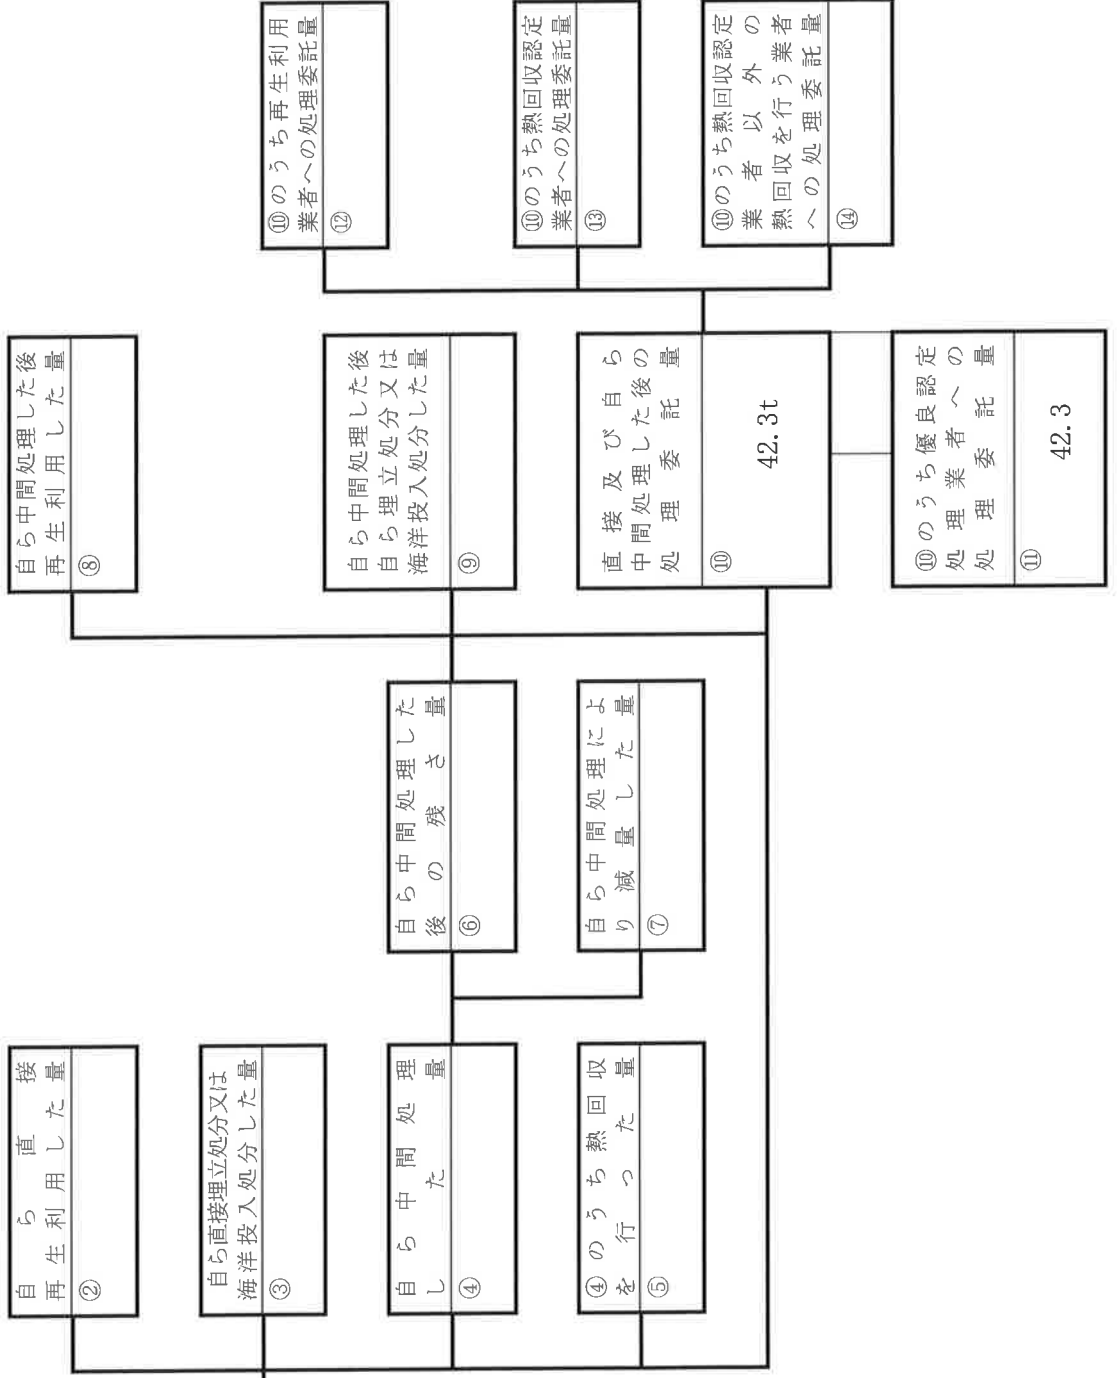 自ら直接
再生利用した量
②
自ら直接埋立処分又は
海洋投入処分した量
③
自ら中間処理
した量
④
④のうち熱回収
を行った量
⑤
自ら中間処理した
後の残さ量
⑥
自ら中間処理によ
り減量した量
⑦
自ら中間処理した後
再生利用した量
⑧
自ら中間処理した後
自ら埋立処分又は
海洋投入処分した量
⑨
直接及び自ら
中間処理した後の
処理委託量
⑩
42.3t
⑩のうち優良認定
処理業者への
処理委託量
⑪
42.3
⑩のうち再生利用
業者への処理委託量
⑫
⑩のうち熱回収認定
業者への処理委託量
⑬
⑩のうち熱回収認定
業者以外の
熱回収を行う業者
への処理委託量
⑭